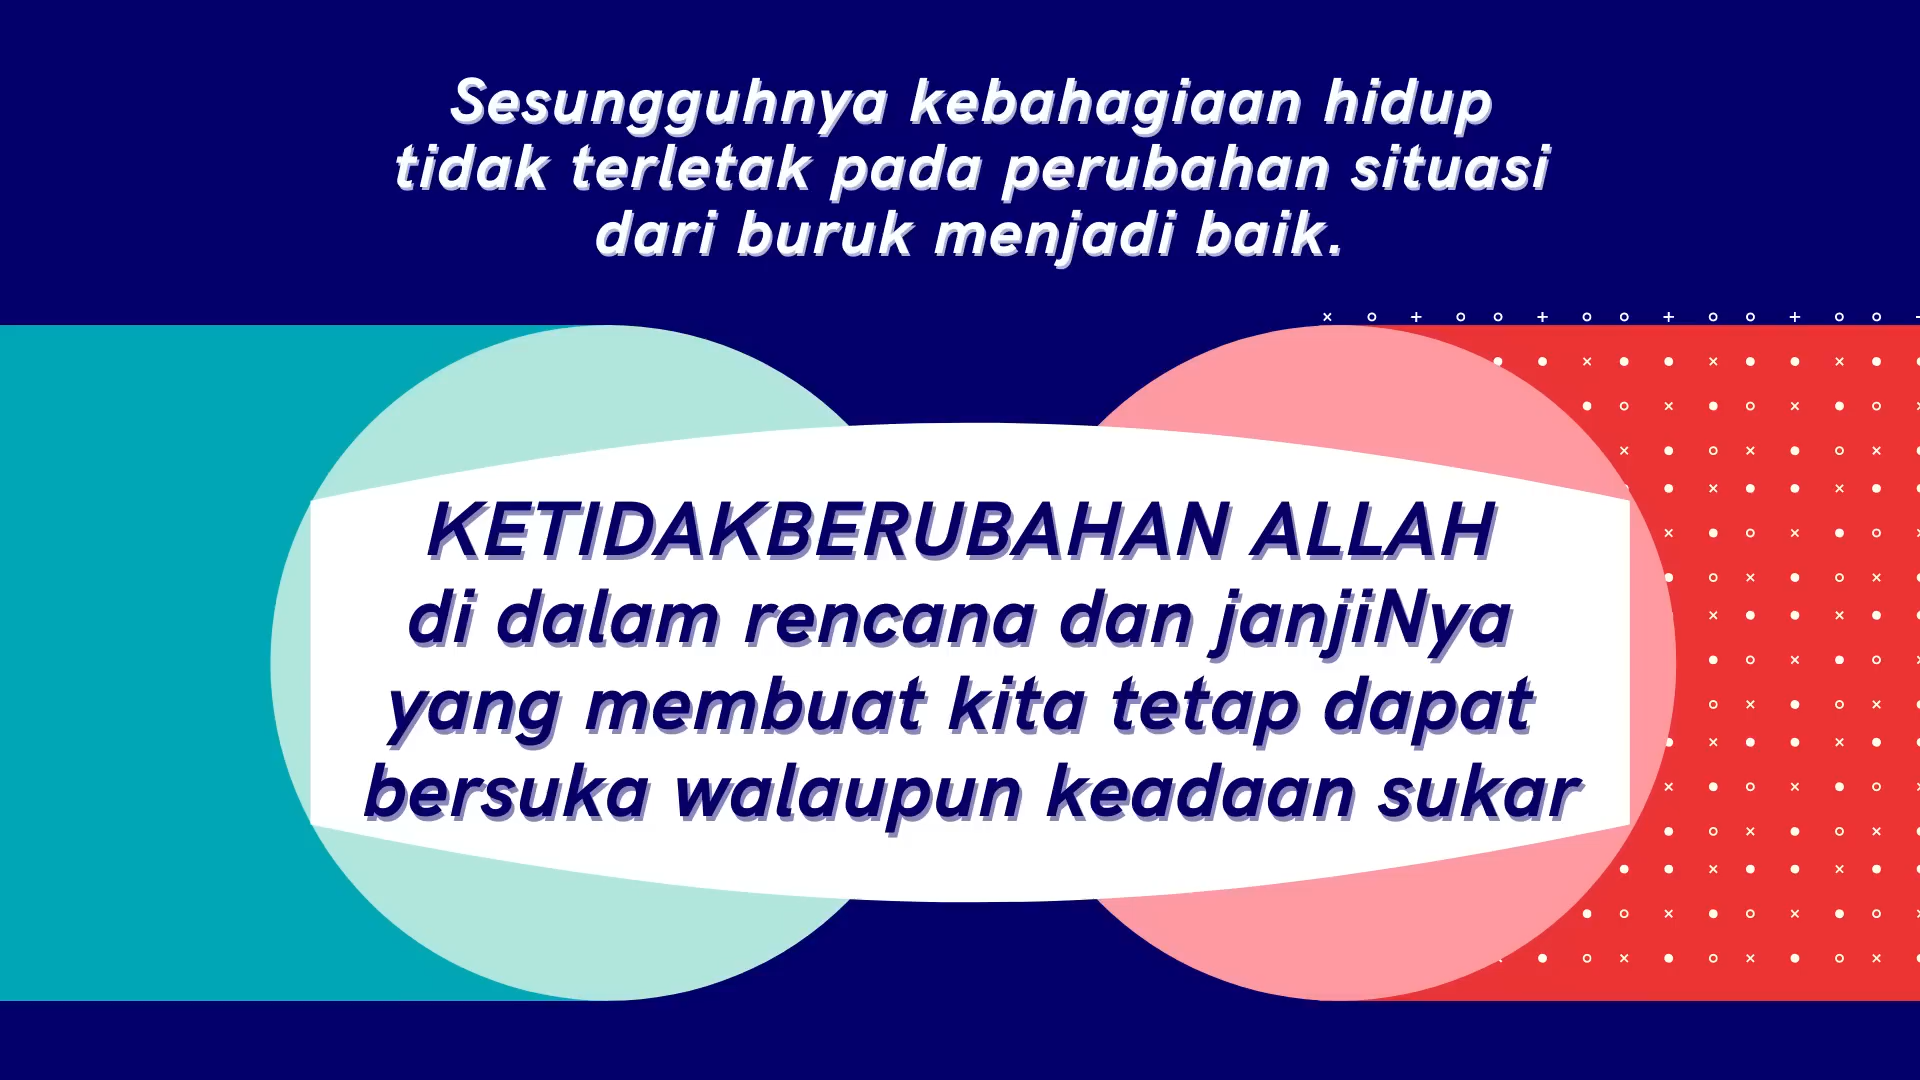 Sesungguhnya kebahagiaan hidup
tidak terletak pada perubahan situasi
dari buruk menjadi baik.
KETIDAKBERUBAHAN ALLAH
di dalam rencana dan janjiNya
yang membuat kita tetap dapat
bersuka walaupun keadaan sukar